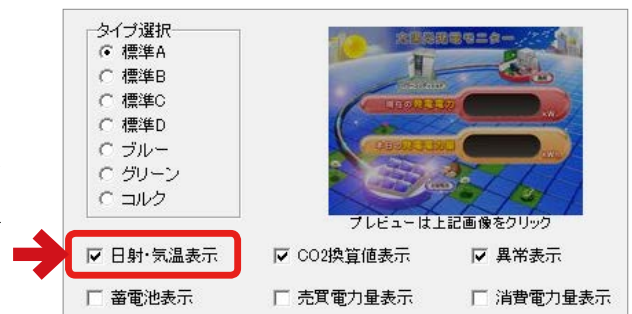 タイプ選択
標準A
標準B
標準C
標準D
ブルー
グリーン
コルク
太陽光発電モニター
現在の発電電力
kW
本日の発電電力量
プレビューは上記画像をクリック
日射・気温表示
CO2換算値表示
異常表示
蓄電池表示
売買電力量表示
消費電力量表示